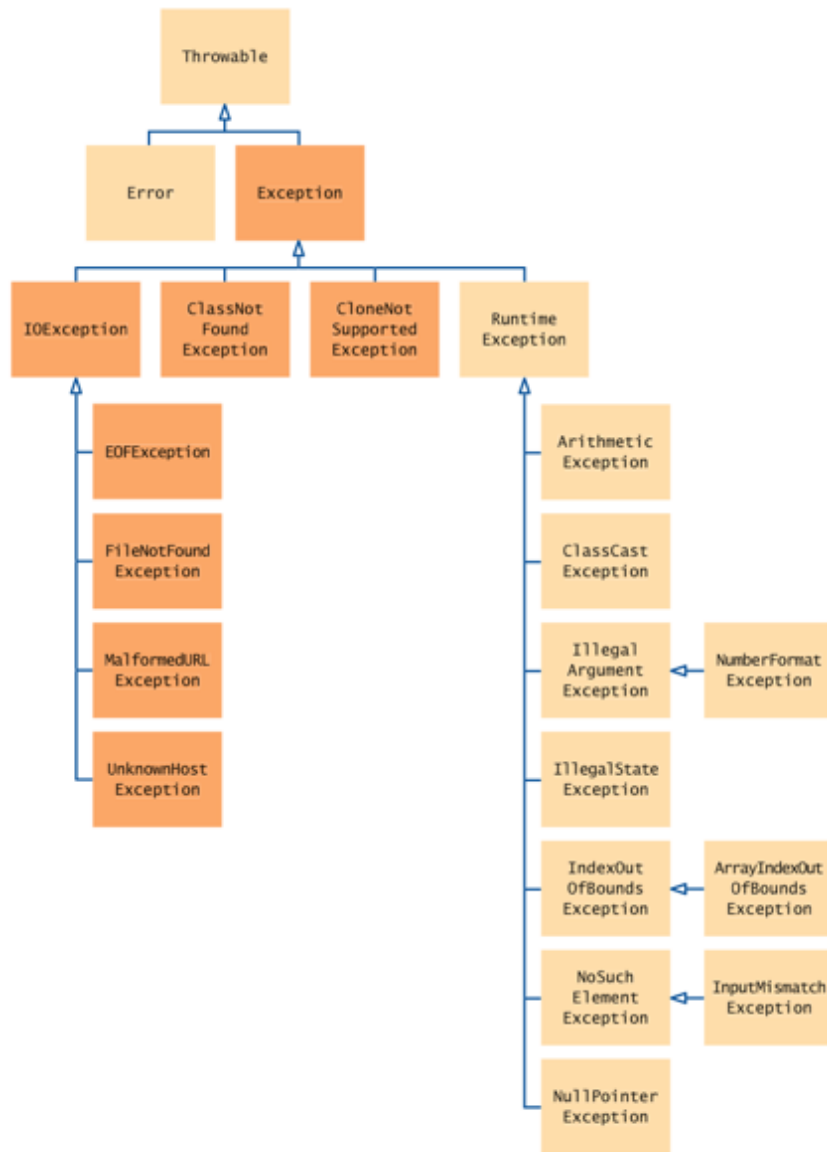 Throwable
Error
Exception
IOException
ClassNot
Found
Exception
CloneNot
Supported
Exception
Runtime
Exception
EOFException
FileNotFound
Exception
MalformedURL
Exception
UnknownHost
Exception
Arithmetic
Exception
ClassCast
Exception
Illegal
Argument
Exception
NumberFormat
Exception
IllegalState
Exception
IndexOut
OfBounds
Exception
ArrayIndexOut
OfBounds
Exception
NoSuch
Element
Exception
InputMismatch
Exception
NullPointer
Exception